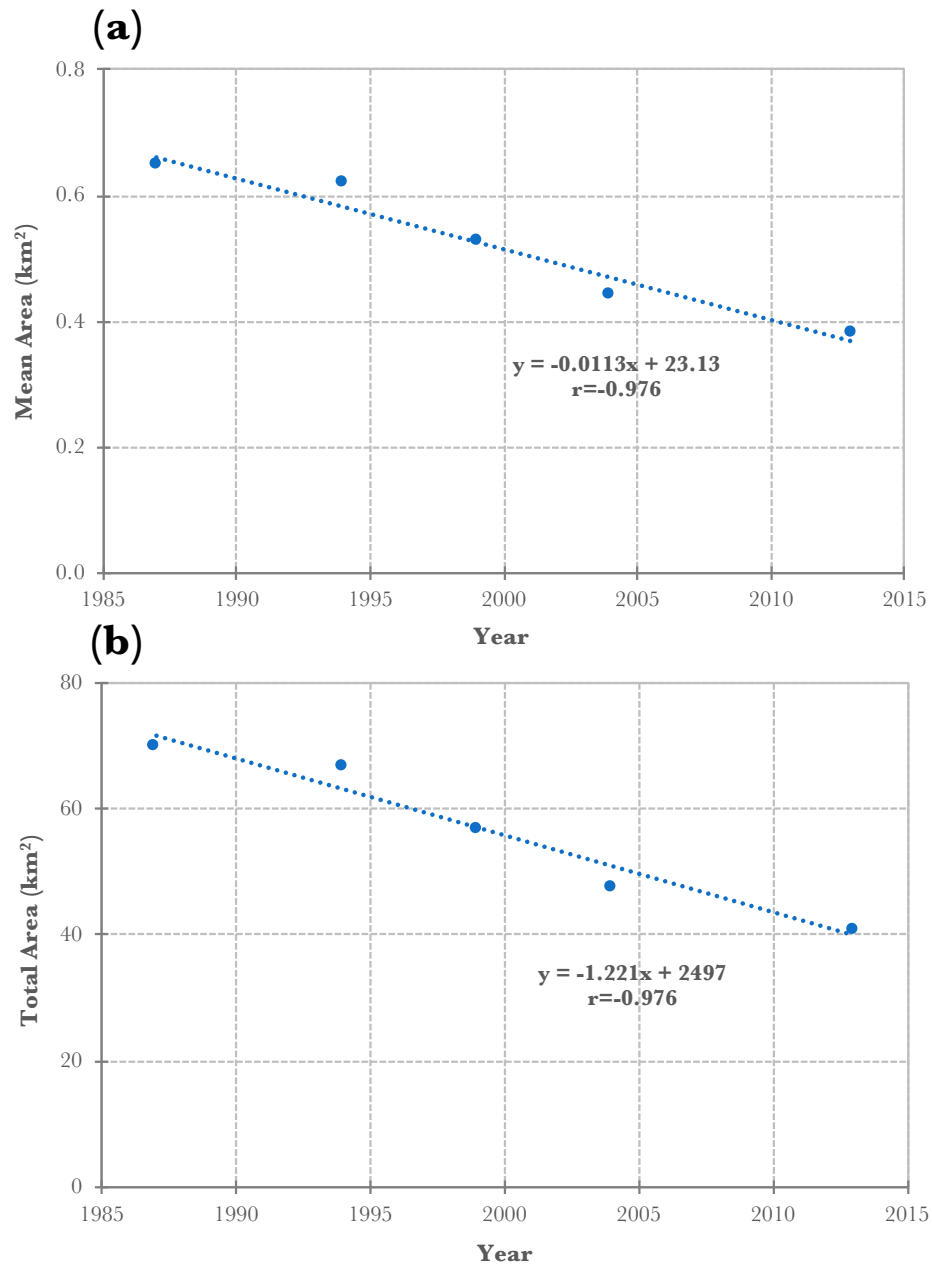 (a)
0.8
0.6
0.4
0.2
0.0
Mean Area (km²)
y = -0.0113x + 23.13
r=-0.976
1985 1990 1995 2000 2005 2010 2015
Year
(b)
80
60
40
20
0
Total Area (km²)
y = -1.221x + 2497
r=-0.976
1985 1990 1995 2000 2005 2010 2015
Year